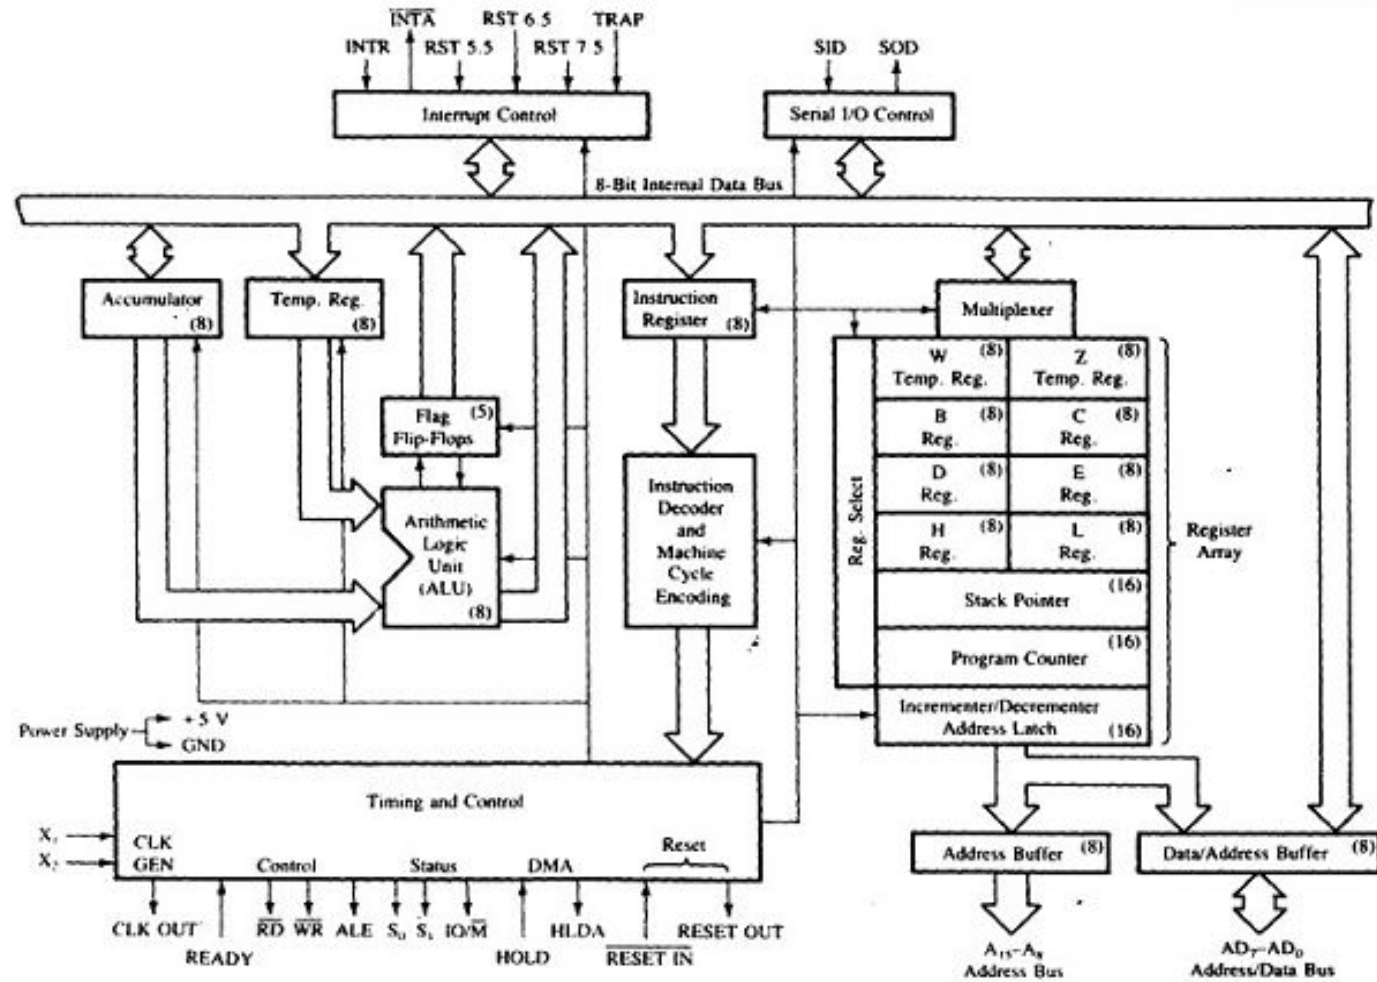 INTA RST 6.5 TRAP
INTR RST 5.5 RST 7.5
SID SOD
Interrupt Control
Serial I/O Control
8-Bit Internal Data Bus
Accumulator
(8)
Temp. Reg.
(8)
Instruction
Register (8)
Multiplexer
Flag (5)
Flip-Flops
Arithmetic
Logic
Unit
(ALU)
(8)
Instruction
Decoder
and
Machine
Cycle
Encoding
Reg. Select
W (8)
Temp. Reg.
Z (8)
Temp. Reg.
B (8)
Reg.
C (8)
Reg.
D (8)
Reg.
E (8)
Reg.
H (8)
Reg.
L (8)
Reg.
(16)
Stack Pointer
(16)
Program Counter
Incrementer/Decrementer
Address Latch (16)
Register
Array
Power Supply
+5 V
GND
Timing and Control
X₁
X₂
CLK
GEN
Control
Status
DMA
Reset
CLK OUT
READY
RD
WR
ALE
S₀
S₁
IO/M
HOLD
HLDA
RESET IN
RESET OUT
Address Buffer (8)
Data/Address Buffer (8)
A₁₅–A₈
Address Bus
AD₇–AD₀
Address/Data Bus